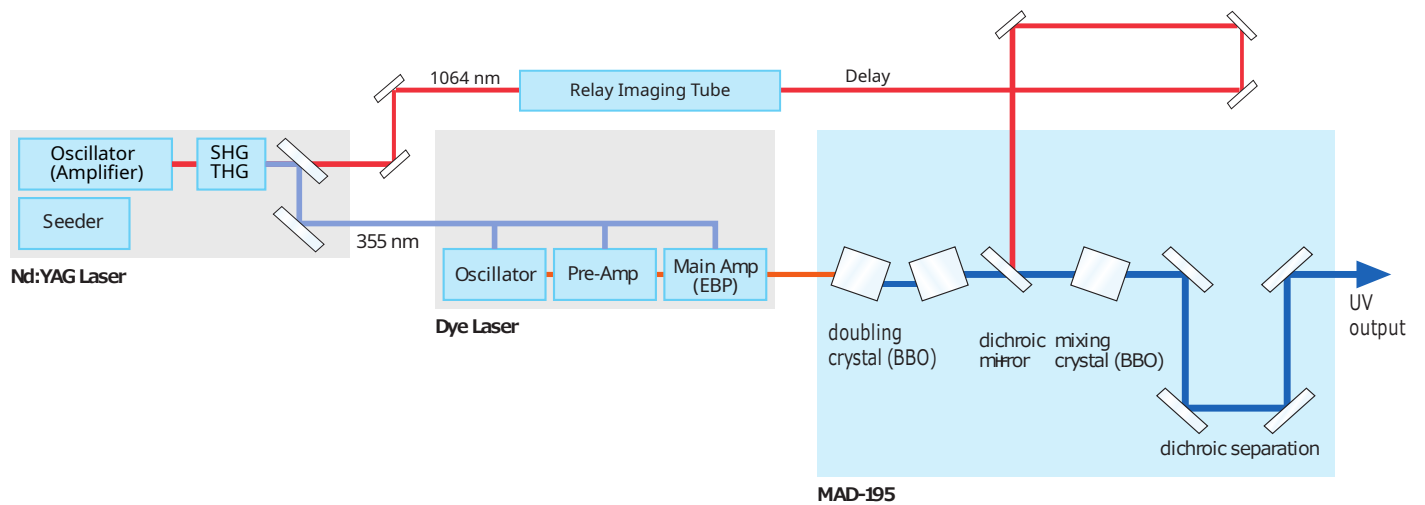 1064 nm
Relay Imaging Tube
Delay
Oscillator
(Amplifier)
SHG
THG
Seeder
355 nm
Nd:YAG Laser
Oscillator
Pre-Amp
Main Amp
(EBP)
Dye Laser
doubling
crystal (BBO)
dichroic
mirror
mixing
crystal (BBO)
dichroic separation
UV
output
MAD-195